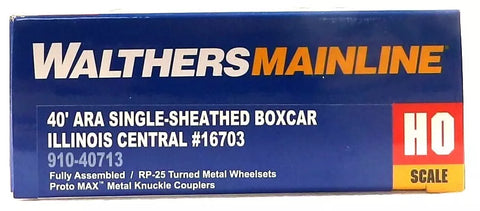 WALTHERSMAINLINE
40' ARA SINGLE-SHEATHED BOXCAR
ILLINOIS CENTRAL #16703
910-40713
Fully Assembled / RP-25 Turned Metal Wheelsets
Proto MAX™ Metal Knuckle Couplers
HO
SCALE